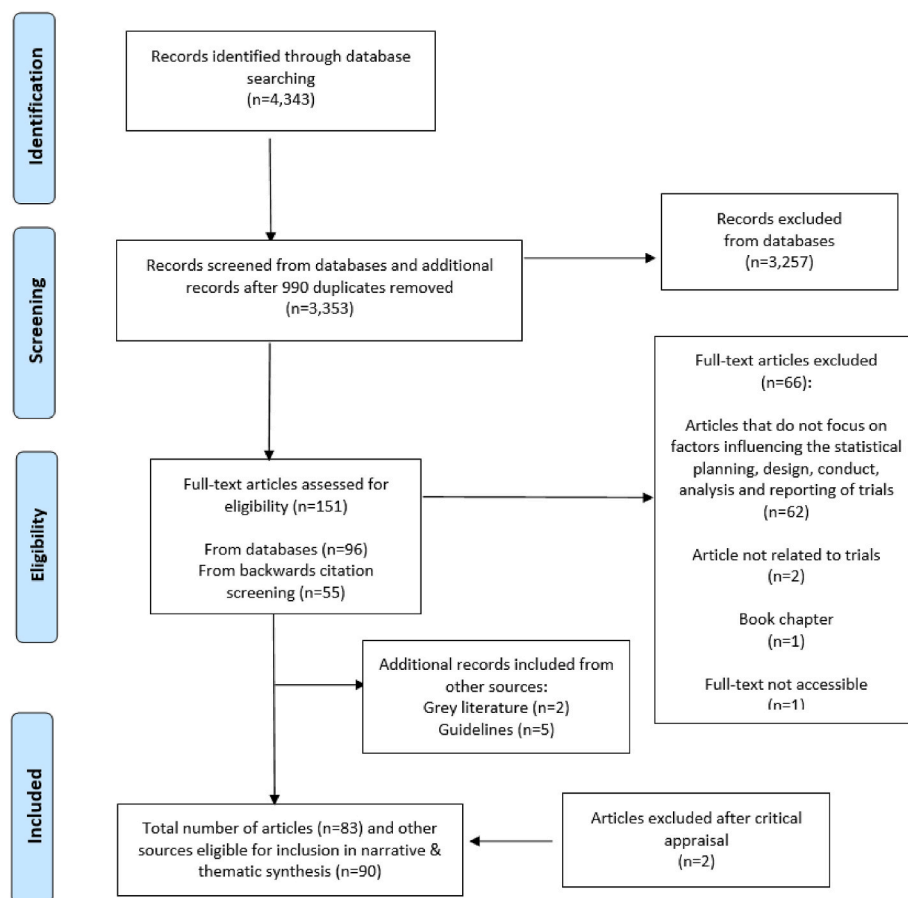 Identification
Records identified through database
searching
(n=4,343)
Records excluded
from databases
(n=3,257)
Screening
Records screened from databases and additional
records after 990 duplicates removed
(n=3,353)
Full-text articles excluded
(n=66):
Articles that do not focus on
factors influencing the statistical
planning, design, conduct,
analysis and reporting of trials
(n=62)
Article not related to trials
(n=2)
Book chapter
(n=1)
Full-text not accessible
(n=1)
Eligibility
Full-text articles assessed for
eligibility (n=151)
From databases (n=96)
From backwards citation
screening (n=55)
Additional records included from
other sources:
Grey literature (n=2)
Guidelines (n=5)
Included
Total number of articles (n=83) and other
sources eligible for inclusion in narrative &
thematic synthesis (n=90)
Articles excluded after critical
appraisal
(n=2)